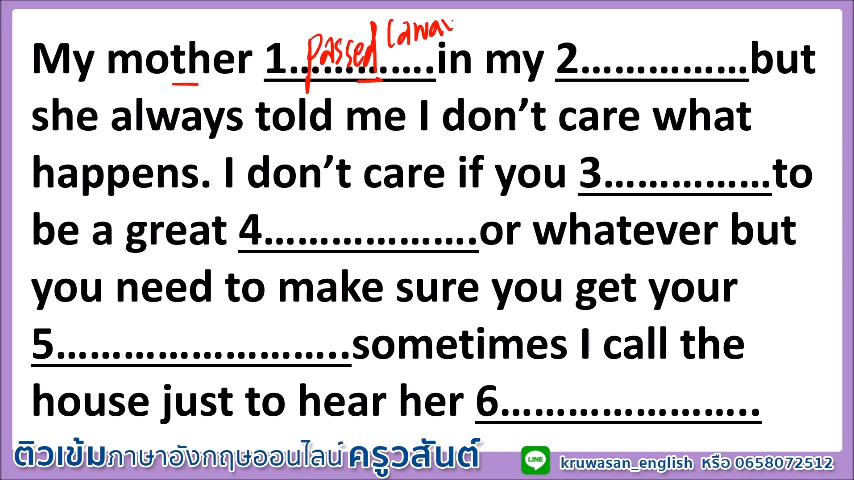 My mother 1………….in my 2……………but
passed (away
she always told me I don’t care what
happens. I don’t care if you 3……………to
be a great 4……………….or whatever but
you need to make sure you get your
5……………………..sometimes I call the
house just to hear her 6…………………..
ติวเข้มภาษาอังกฤษออนไลน์ ครูวสันต์ LINE kruwasan_english หรือ 0658072512